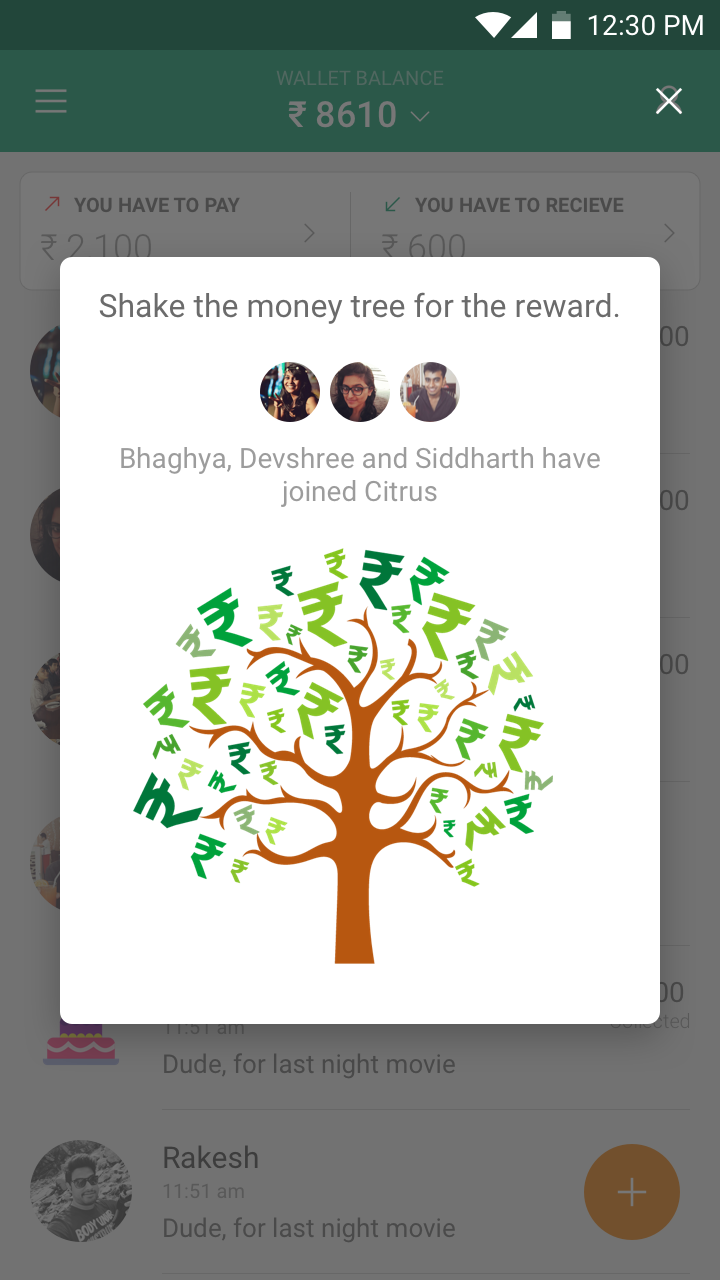 12:30 PM
WALLET BALANCE
₹ 8610
YOU HAVE TO PAY
₹ 2,100
YOU HAVE TO RECIEVE
₹ 600
Shake the money tree for the reward.
Bhaghya, Devshree and Siddharth have
joined Citrus
00
00
00
00
11:51 am
Collected
Dude, for last night movie
Rakesh
11:51 am
Dude, for last night movie